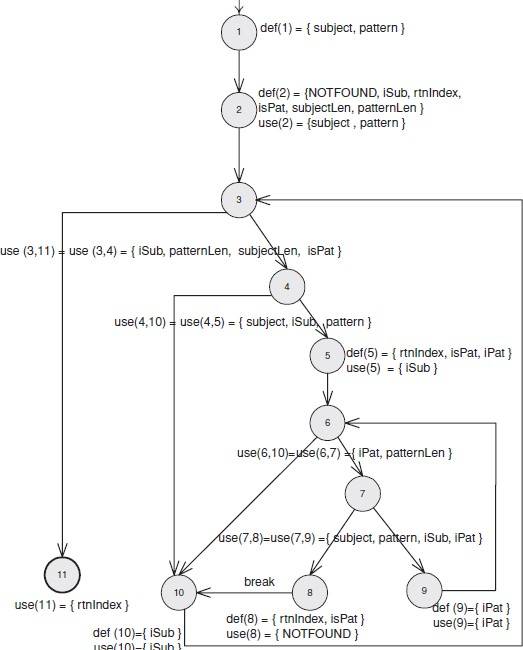 1
def(1) = { subject, pattern }
2
def(2) = {NOTFOUND, iSub, rtnIndex,
isPat, subjectLen, patternLen }
use(2) = {subject , pattern }
3
use (3,11) = use (3,4) = { iSub, patternLen, subjectLen, isPat }
4
use(4,10) = use(4,5) = { subject, iSub, pattern }
5
def(5) = { rtnIndex, isPat, iPat }
use(5) = { iSub }
6
use(6,10)=use(6,7) ={ iPat, patternLen }
7
use(7,8)=use(7,9) ={ subject, pattern, iSub, iPat }
11
use(11) = { rtnIndex }
10
break
8
9
def(8) = { rtnIndex, isPat }
use(8) = { NOTFOUND }
def (9)={ iPat }
use(9)={ iPat }
def (10)={ iSub }
use(10)={ iSub }